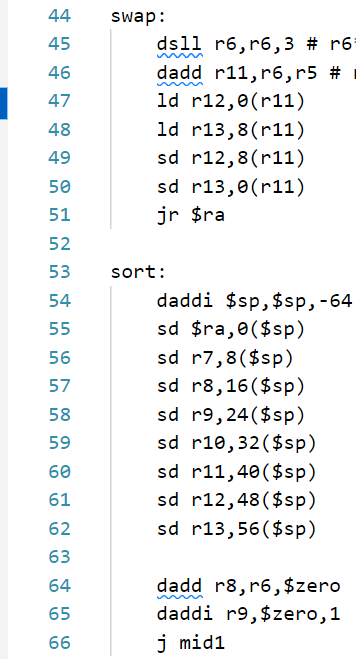 44 swap:
45 dsll r6,r6,3 # r6
46 dadd r11,r6,r5 #
47 ld r12,0(r11)
48 ld r13,8(r11)
49 sd r12,8(r11)
50 sd r13,0(r11)
51 jr $ra
52
53 sort:
54 daddi $sp,$sp,-64
55 sd $ra,0($sp)
56 sd r7,8($sp)
57 sd r8,16($sp)
58 sd r9,24($sp)
59 sd r10,32($sp)
60 sd r11,40($sp)
61 sd r12,48($sp)
62 sd r13,56($sp)
63
64 dadd r8,r6,$zero
65 daddi r9,$zero,1
66 j mid1